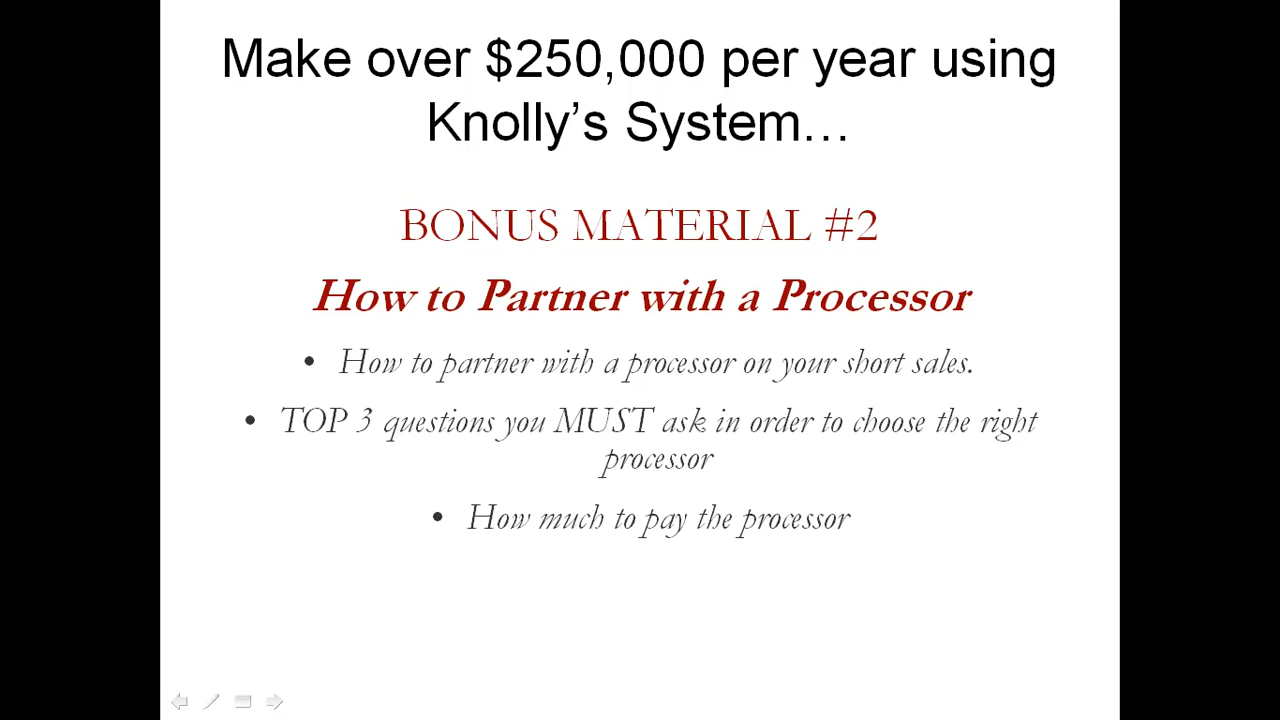 Make over $250,000 per year using
Knolly’s System…
BONUS MATERIAL #2
How to Partner with a Processor
• How to partner with a processor on your short sales.
• TOP 3 questions you MUST ask in order to choose the right
processor
• How much to pay the processor